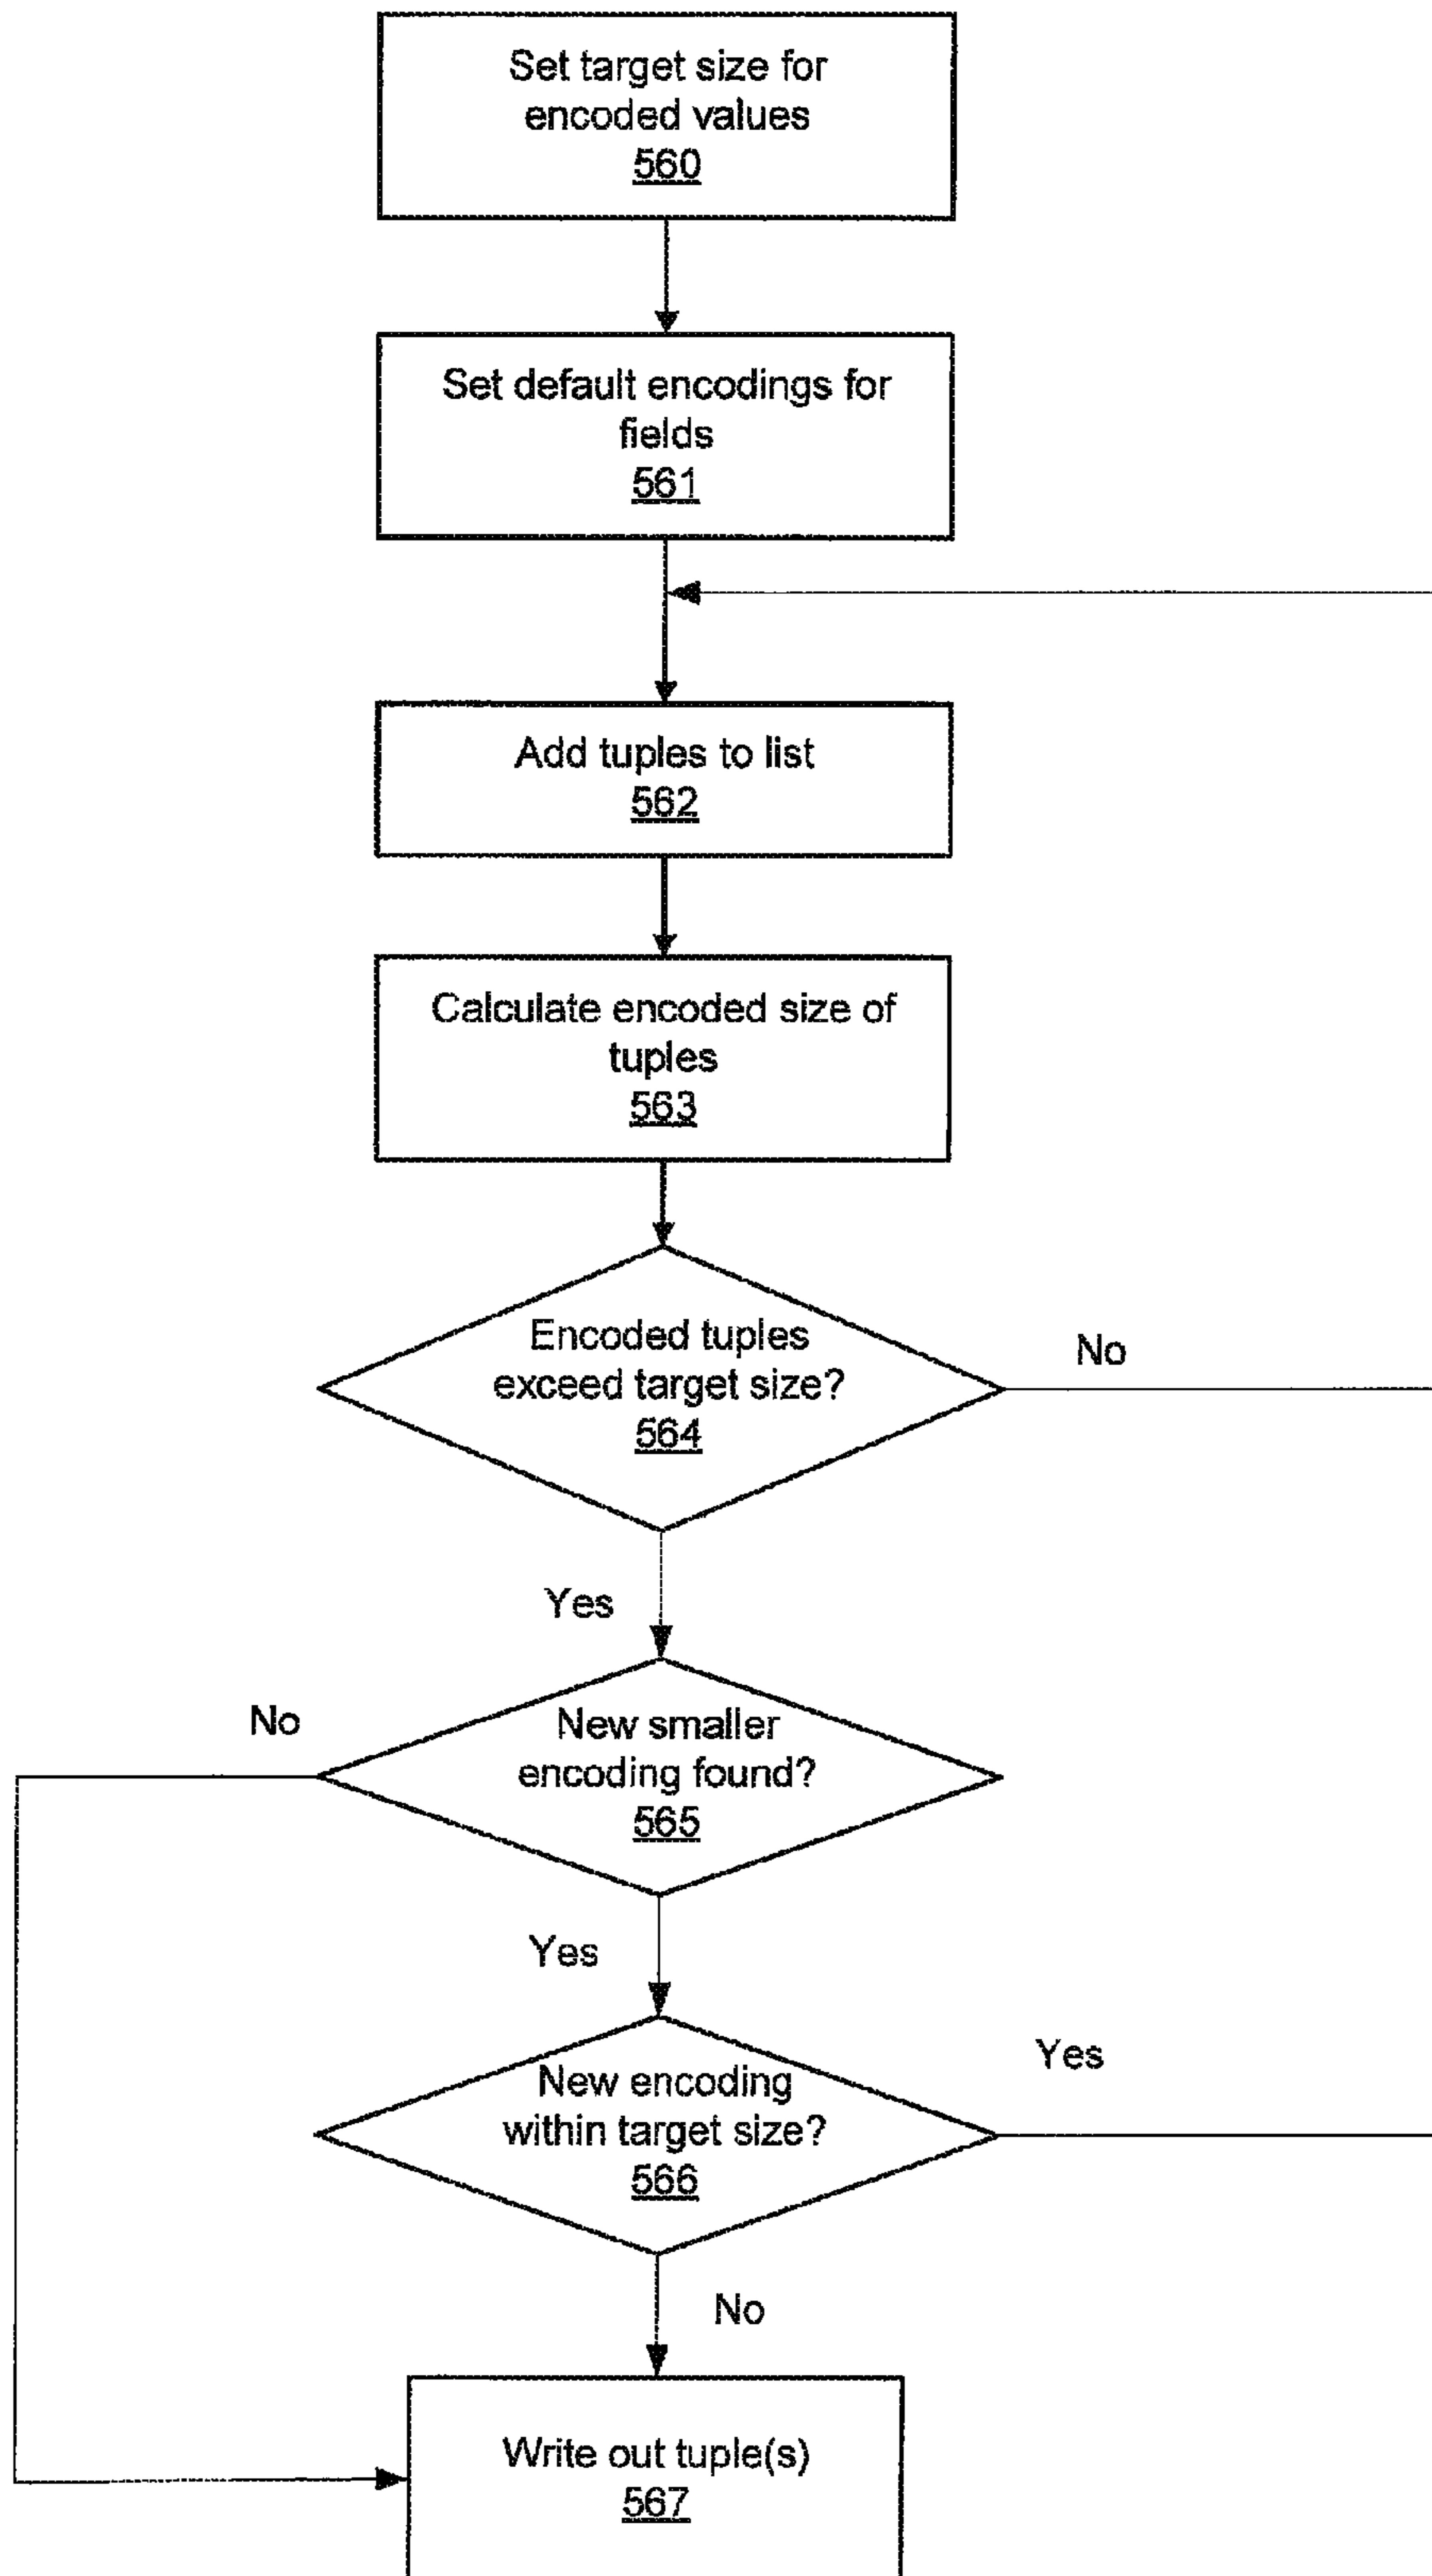 Set target size for
encoded values
560
Set default encodings for
fields
561
Add tuples to list
562
Calculate encoded size of
tuples
563
Encoded tuples
exceed target size?
564
No
Yes
New smaller
encoding found?
565
No
Yes
New encoding
within target size?
566
Yes
No
Write out tuple(s)
567